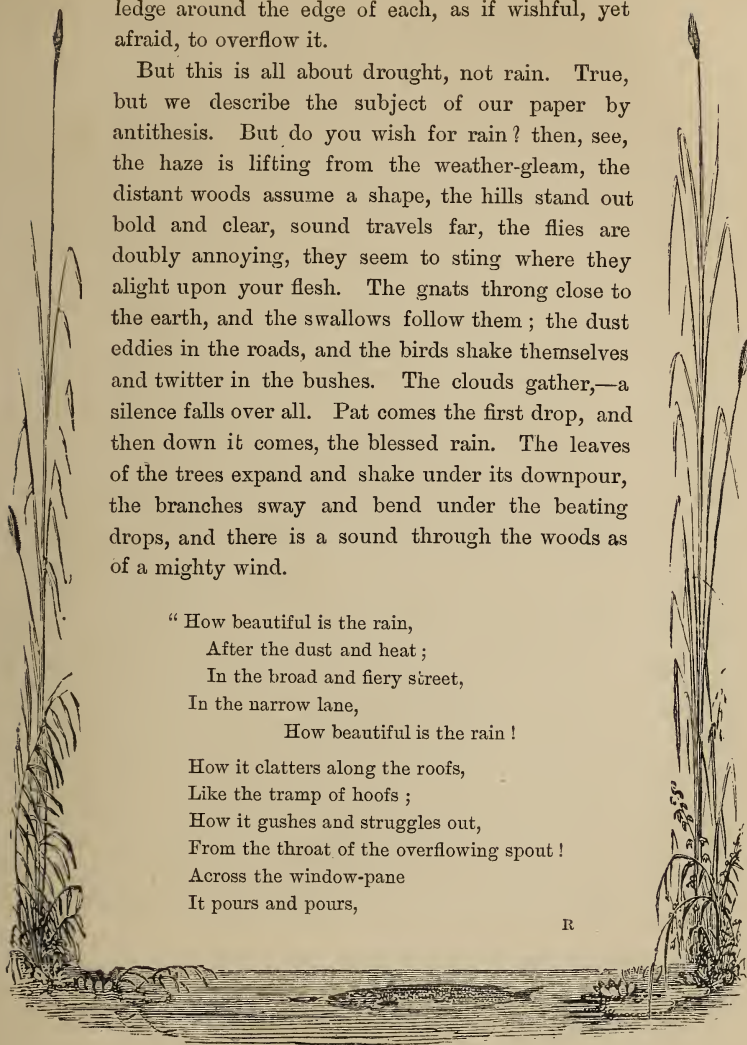 ledge around the edge of each, as if wishful, yet
afraid, to overflow it.
But this is all about drought, not rain. True,
but we describe the subject of our paper by
antithesis. But do you wish for rain? then, see,
the haze is lifting from the weather-gleam, the
distant woods assume a shape, the hills stand out
bold and clear, sound travels far, the flies are
doubly annoying, they seem to sting where they
alight upon your flesh. The gnats throng close to
the earth, and the swallows follow them; the dust
eddies in the roads, and the birds shake themselves
and twitter in the bushes. The clouds gather,—a
silence falls over all. Pat comes the first drop, and
then down it comes, the blessed rain. The leaves
of the trees expand and shake under its downpour,
the branches sway and bend under the beating
drops, and there is a sound through the woods as
of a mighty wind.
“ How beautiful is the rain,
After the dust and heat;
In the broad and fiery street,
In the narrow lane,
How beautiful is the rain!
How it clatters along the roofs,
Like the tramp of hoofs;
How it gushes and struggles out,
From the throat of the overflowing spout!
Across the window-pane
It pours and pours,
R